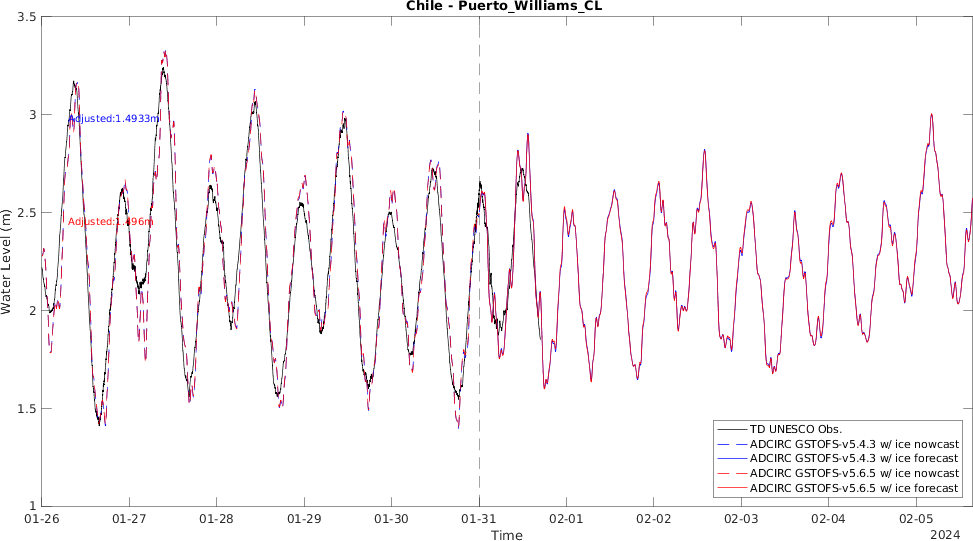 Chile - Puerto_Williams_CL
3.5
3
2.5
2
1.5
1
Water Level (m)
Adjusted:1.4933m
Adjusted:1.496m
TD UNESCO Obs.
ADCIRC GSTOFS-v5.4.3 w/ ice nowcast
ADCIRC GSTOFS-v5.4.3 w/ ice forecast
ADCIRC GSTOFS-v5.6.5 w/ ice nowcast
ADCIRC GSTOFS-v5.6.5 w/ ice forecast
01-26 01-27 01-28 01-29 01-30 01-31 02-01 02-02 02-03 02-04 02-05
Time
2024